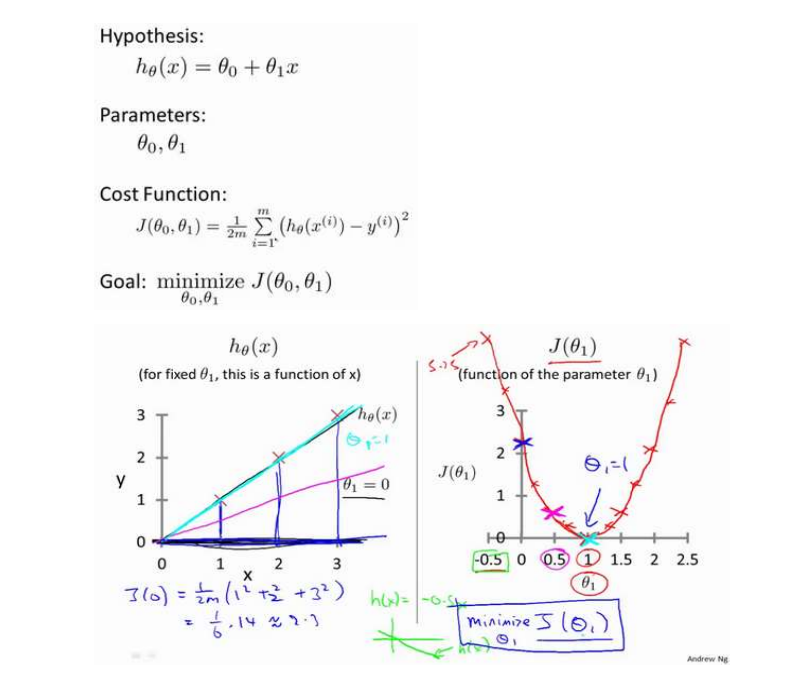 Hypothesis:
hθ(x) = θ0 + θ1x
Parameters:
θ0, θ1
Cost Function:
J(θ0, θ1) = 1/2m ∑ i=1 m (hθ(x(i)) − y(i))²
Goal: minimize J(θ0, θ1)
θ0,θ1
hθ(x)
(for fixed θ1, this is a function of x)
3
2
1
0
y
0 1 2 3
x
hθ(x)
θ1=1
θ1 = 0
J(0) = 1/2m (1² + 2² + 3²)
= 1/6 · 14 ≈ 2.3
J(θ1)
(function of the parameter θ1)
5.25
3
2
1
0
J(θ1)
θ1=1
-0.5 0 0.5 1 1.5 2 2.5
θ1
h(x) = -0.5x
h(x)
minimize J(θ1)
θ1
Andrew Ng